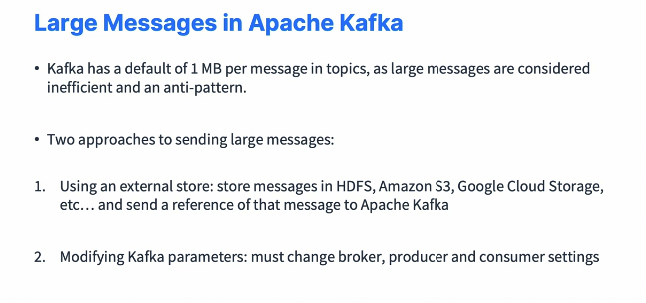 Large Messages in Apache Kafka
• Kafka has a default of 1 MB per message in topics, as large messages are considered
inefficient and an anti-pattern.
• Two approaches to sending large messages:
1. Using an external store: store messages in HDFS, Amazon S3, Google Cloud Storage,
etc... and send a reference of that message to Apache Kafka
2. Modifying Kafka parameters: must change broker, producer and consumer settings